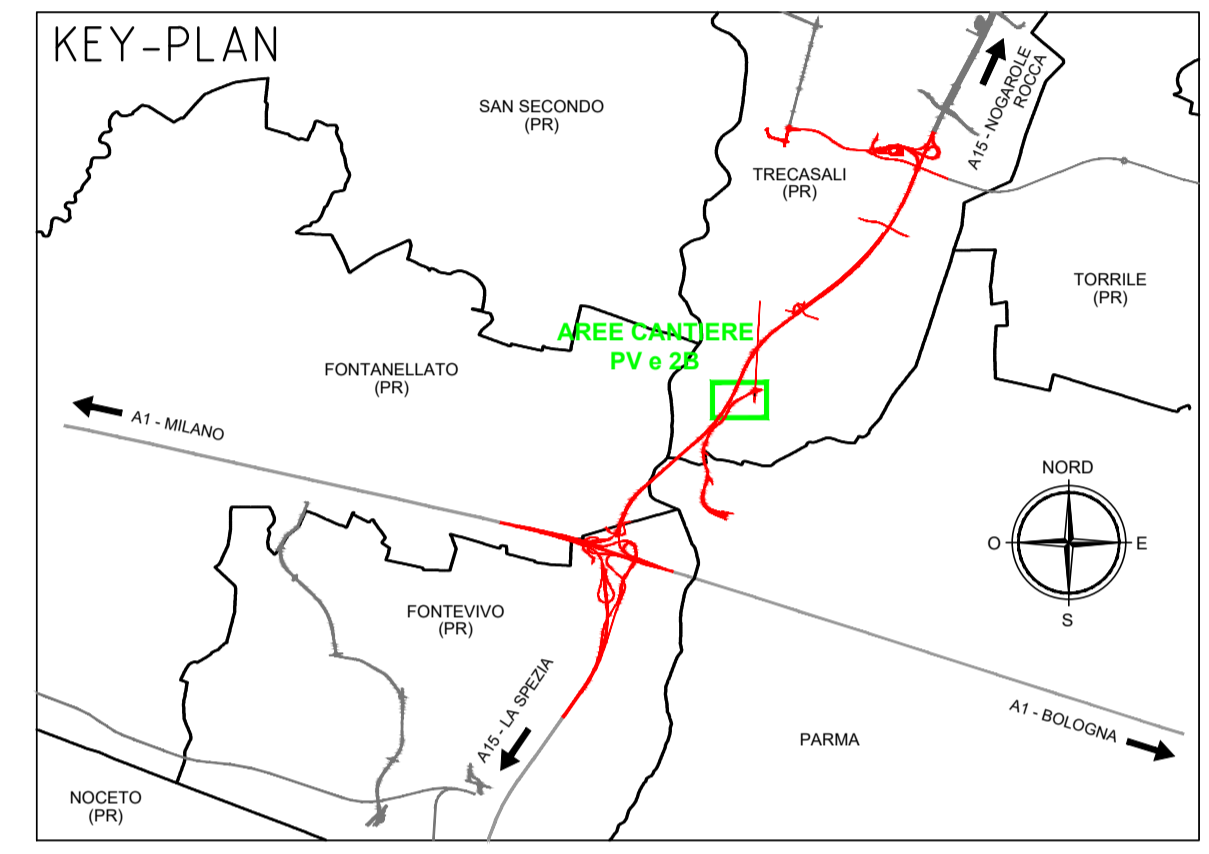 KEY-PLAN
SAN SECONDO
(PR)
A15 - NOGAROLE
ROCCA
TRECASALI
(PR)
TORRILE
(PR)
AREE CANTIERE
PV e 2B
FONTANELLATO
(PR)
A1 - MILANO
NORD
O
E
S
FONTEVIVO
(PR)
A15 - LA SPEZIA
A1 - BOLOGNA
PARMA
NOCETO
(PR)